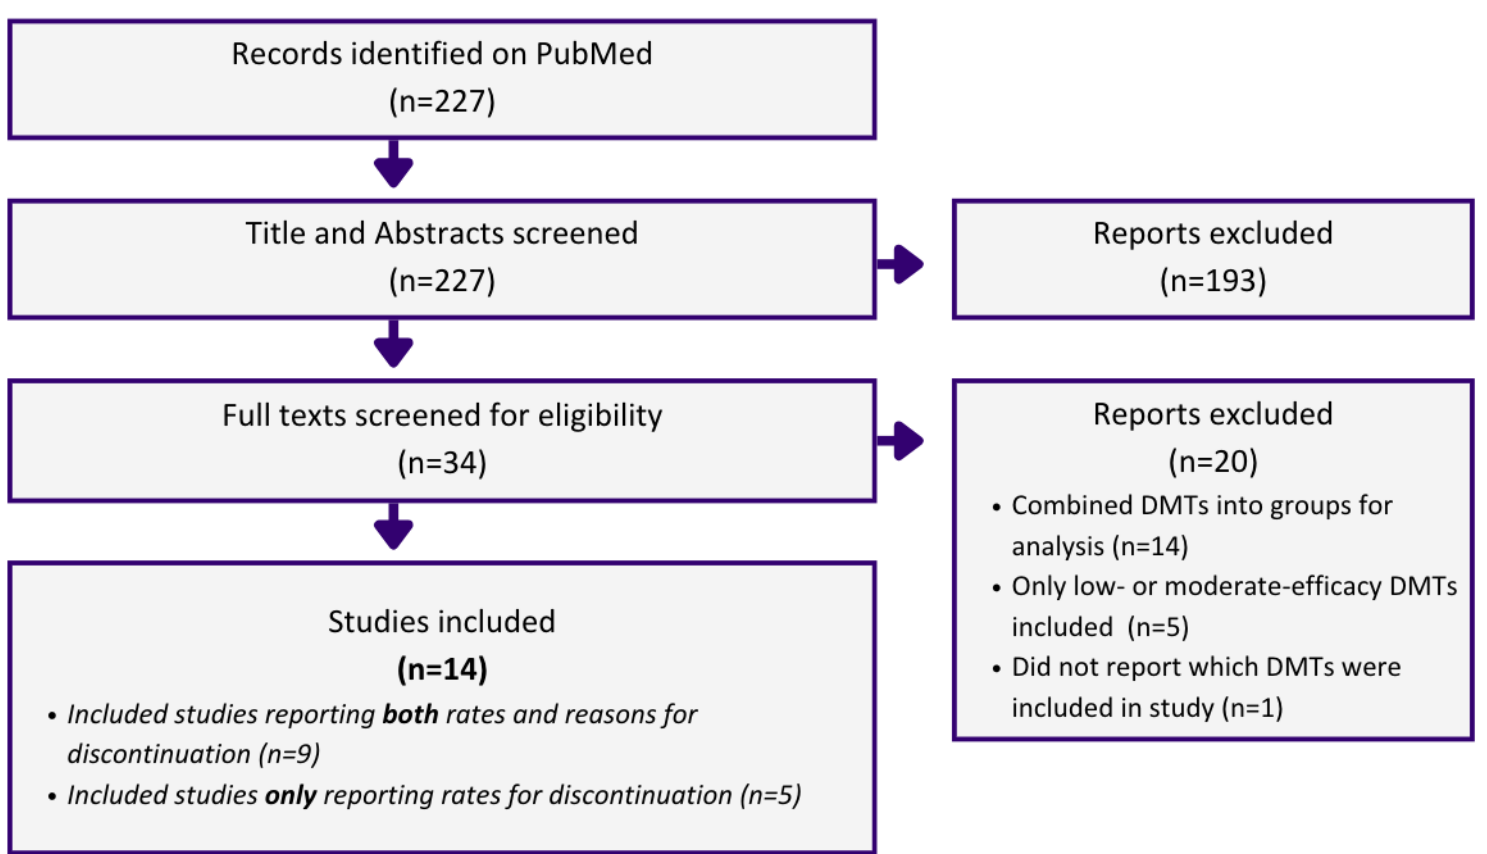 Records identified on PubMed
(n=227)
Title and Abstracts screened
(n=227)
Reports excluded
(n=193)
Full texts screened for eligibility
(n=34)
Reports excluded
(n=20)
• Combined DMTs into groups for
analysis (n=14)
• Only low- or moderate-efficacy DMTs
included (n=5)
• Did not report which DMTs were
included in study (n=1)
Studies included
(n=14)
• Included studies reporting both rates and reasons for
discontinuation (n=9)
• Included studies only reporting rates for discontinuation (n=5)